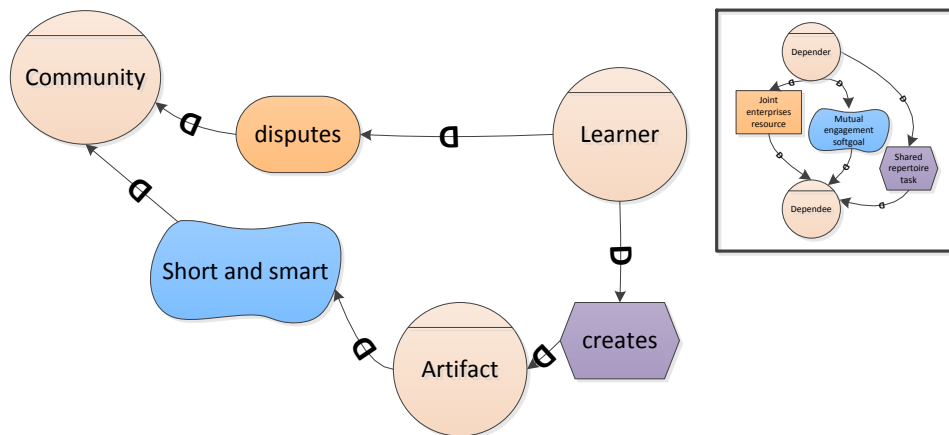 Community
disputes
Learner
Short and smart
Artifact
creates
D
D
D
D
D
D
Depender
Joint
enterprises
resource
Mutual
engagement
softgoal
Shared
repertoire
task
Dependee
D
D
D
D
D
D